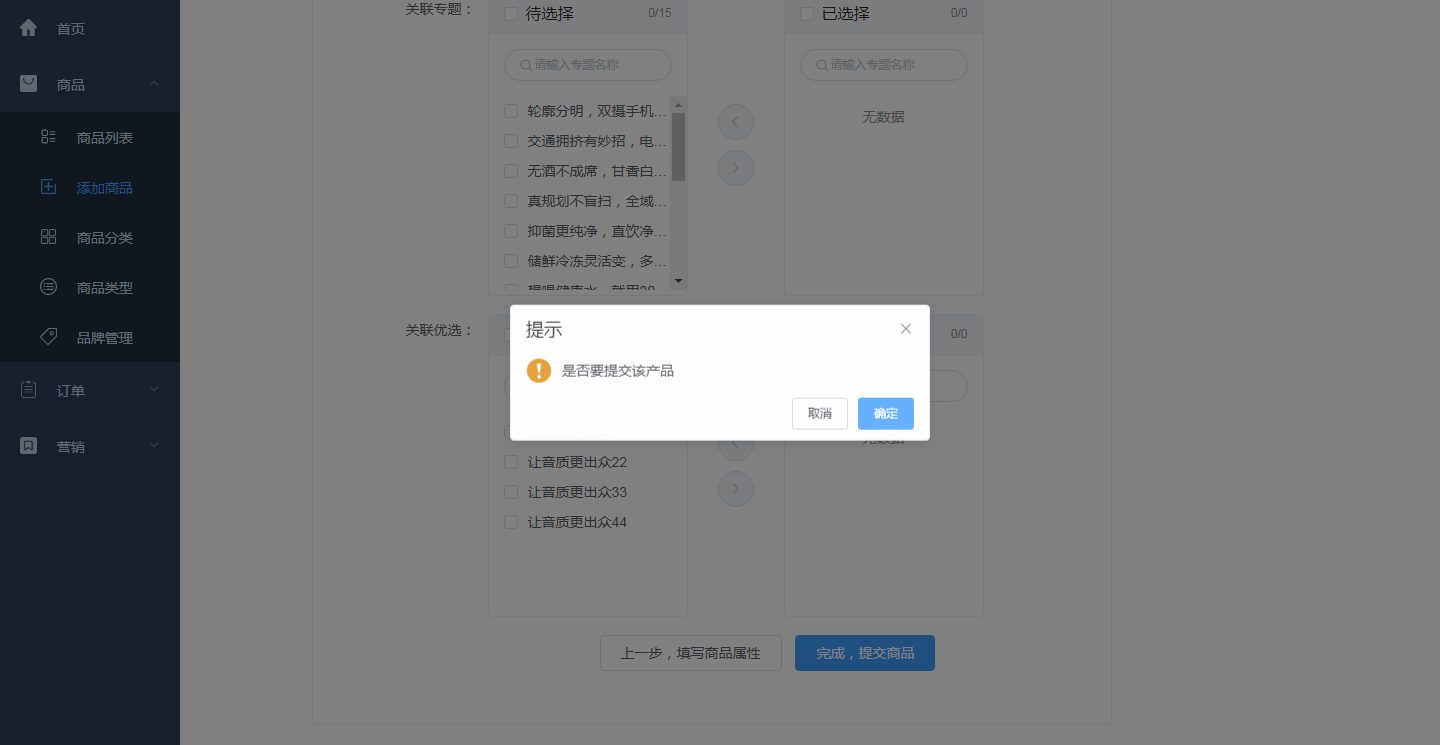 首页
商品
商品列表
添加商品
商品分类
商品类型
品牌管理
订单
营销
关联专题：
待选择 0/15
请输入专题名称
轮廓分明，双摄手机...
交通拥挤有妙招，电...
无酒不成席，甘香白...
真规划不盲扫，全域...
抑菌更纯净，直饮净...
储鲜冷冻灵活变，多...
已选择 0/0
请输入专题名称
无数据
关联优选：
0/0
提示
是否要提交该产品
取消
确定
让音质更出众22
让音质更出众33
让音质更出众44
上一步，填写商品属性
完成，提交商品